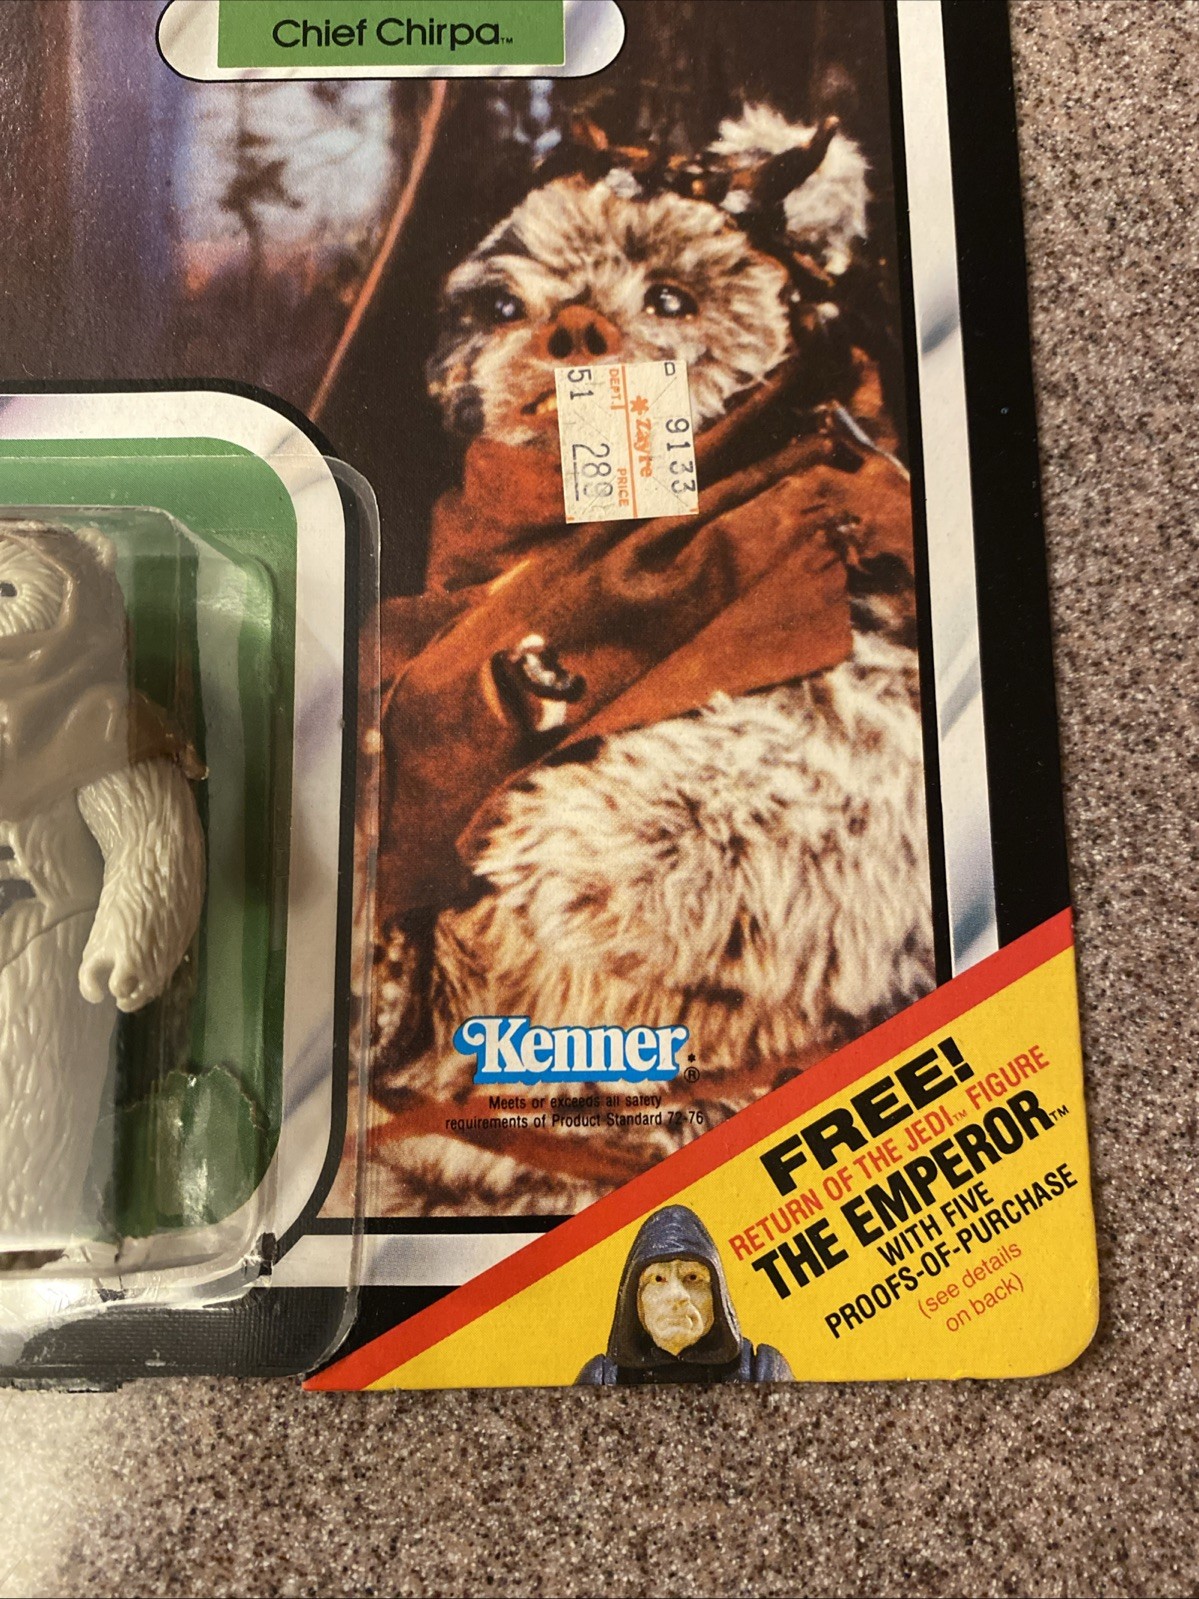 Chief Chirpa™
9133
Zayre
DEPT. PRICE
51 288
Kenner®
Meets or exceeds all safety
requirements of Product Standard 72-76
FREE!
RETURN OF THE JEDI™ FIGURE
THE EMPEROR™
WITH FIVE
PROOFS-OF-PURCHASE
(see details
on back)